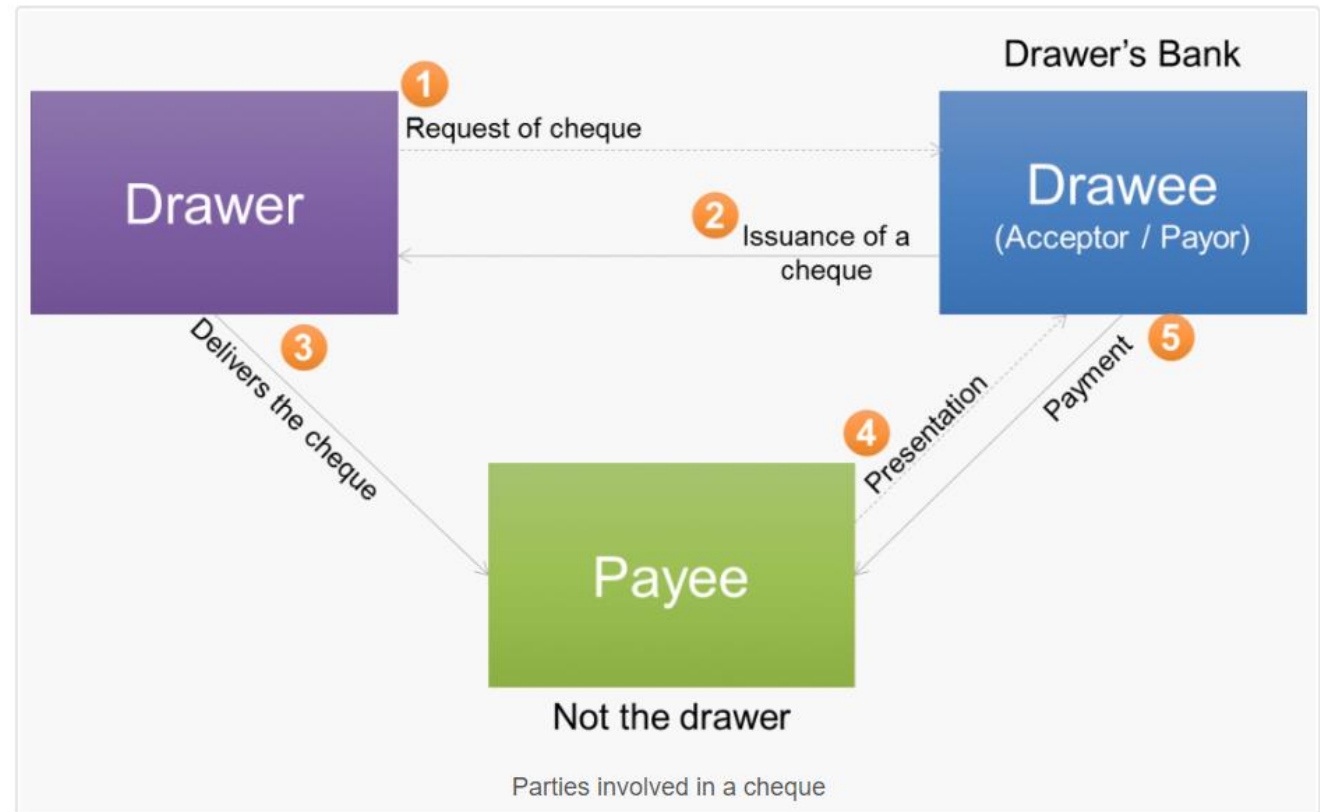 Drawer's Bank
1
Request of cheque
Drawer
Drawee
(Acceptor / Payor)
2
Issuance of a
cheque
3
Delivers the cheque
4
Presentation
5
Payment
Payee
Not the drawer
Parties involved in a cheque